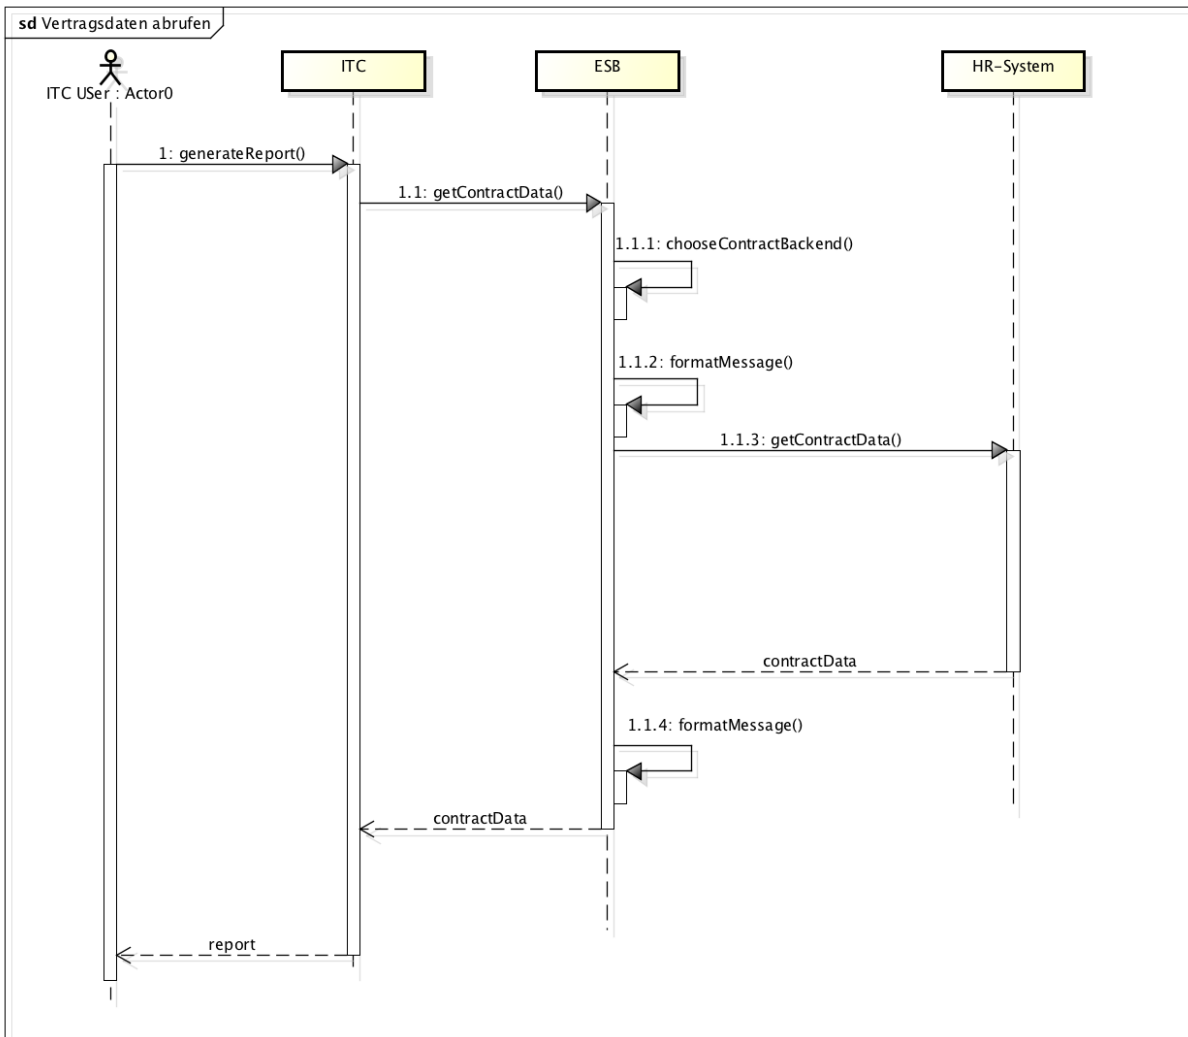 sd Vertragsdaten abrufen
ITC USer : Actor0
ITC
ESB
HR-System
1: generateReport()
1.1: getContractData()
1.1.1: chooseContractBackend()
1.1.2: formatMessage()
1.1.3: getContractData()
contractData
1.1.4: formatMessage()
contractData
report